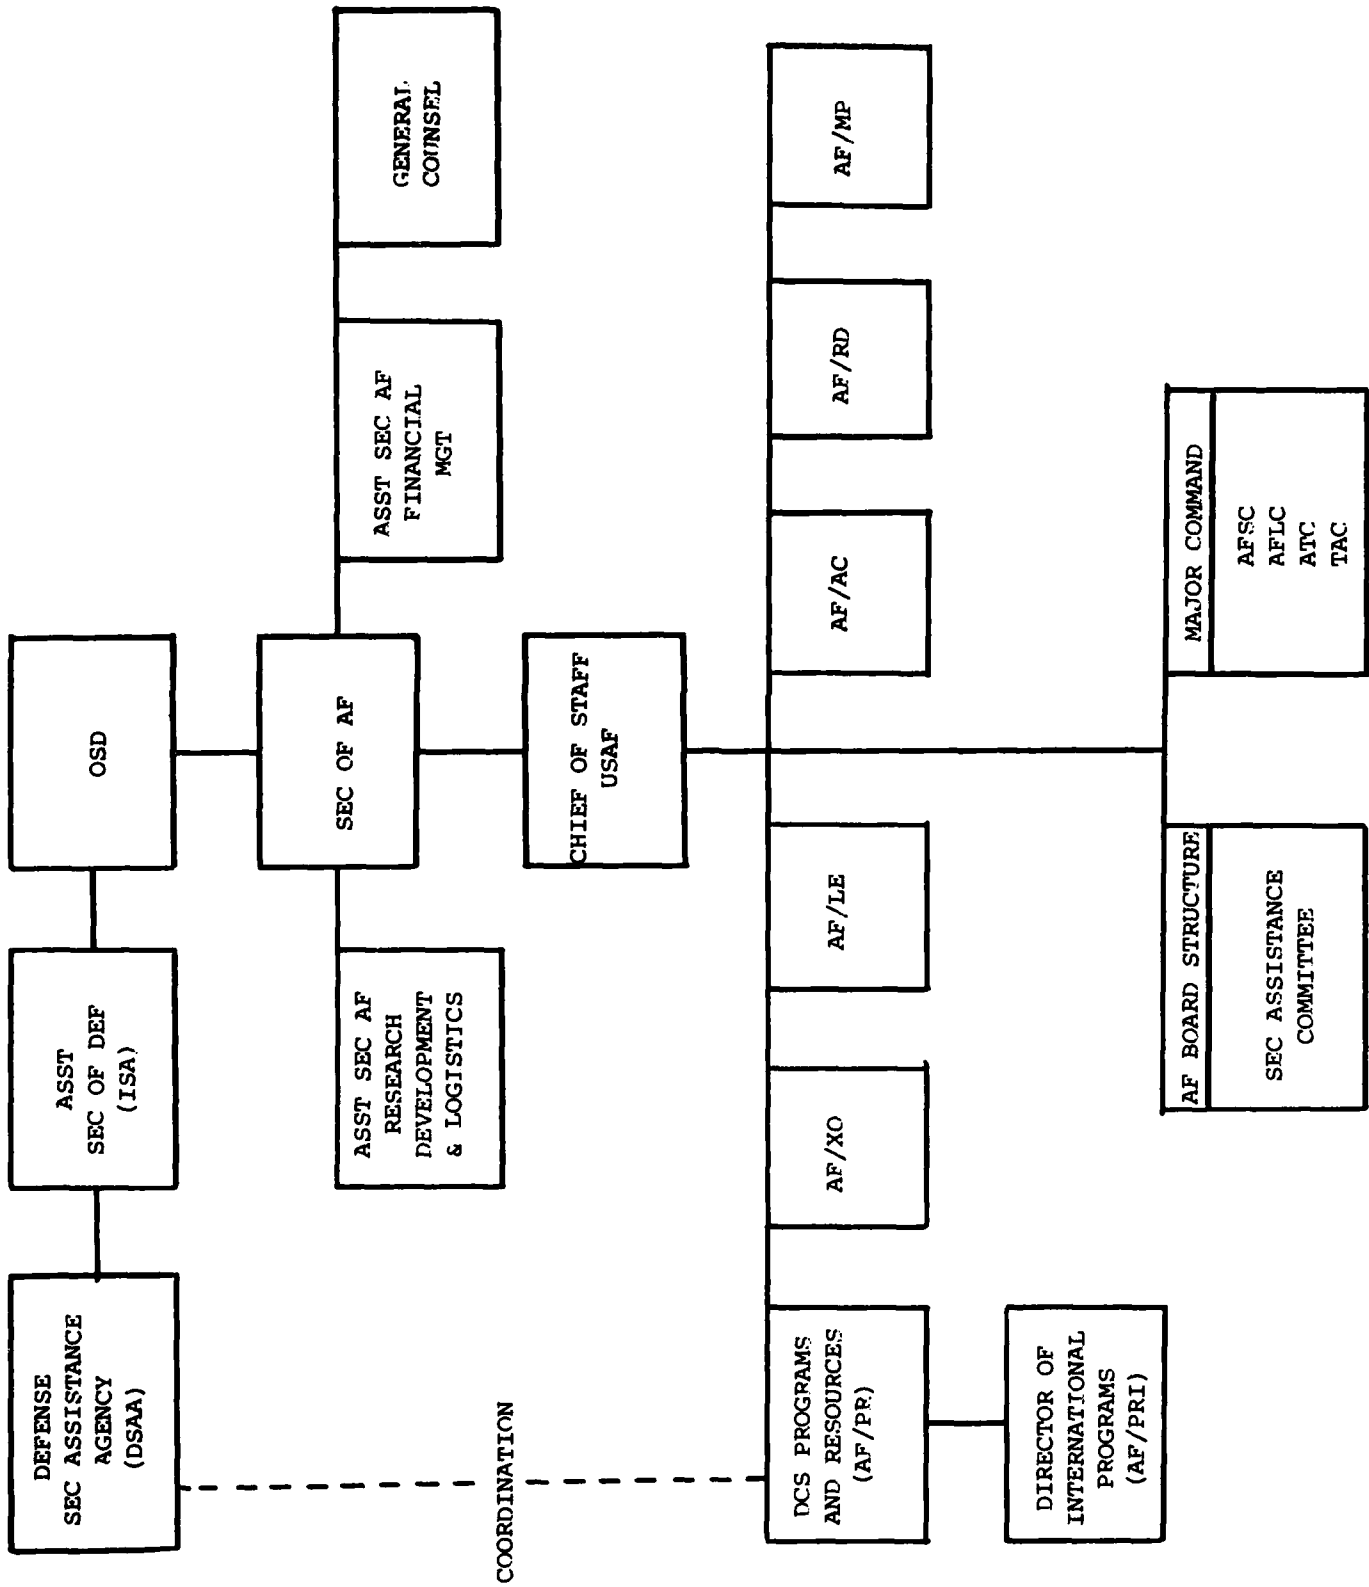 DEFENSE
SEC ASSISTANCE
AGENCY
(DSAA)
ASST
SEC OF DEF
(ISA)
OSD
ASST SEC AF
RESEARCH
DEVELOPMENT
& LOGISTICS
SEC OF AF
ASST SEC AF
FINANCIAL
MGT
GENERAL
COUNSEL
COORDINATION
CHIEF OF STAFF
USAF
DCS PROGRAMS
AND RESOURCES
(AF/PR)
AF/XO
AF/LE
AF/AC
AF/RD
AF/MP
DIRECTOR OF
INTERNATIONAL
PROGRAMS
(AF/PRI)
AF BOARD STRUCTURE
SEC ASSISTANCE
COMMITTEE
MAJOR COMMAND
AFSC
AFLC
ATC
TAC